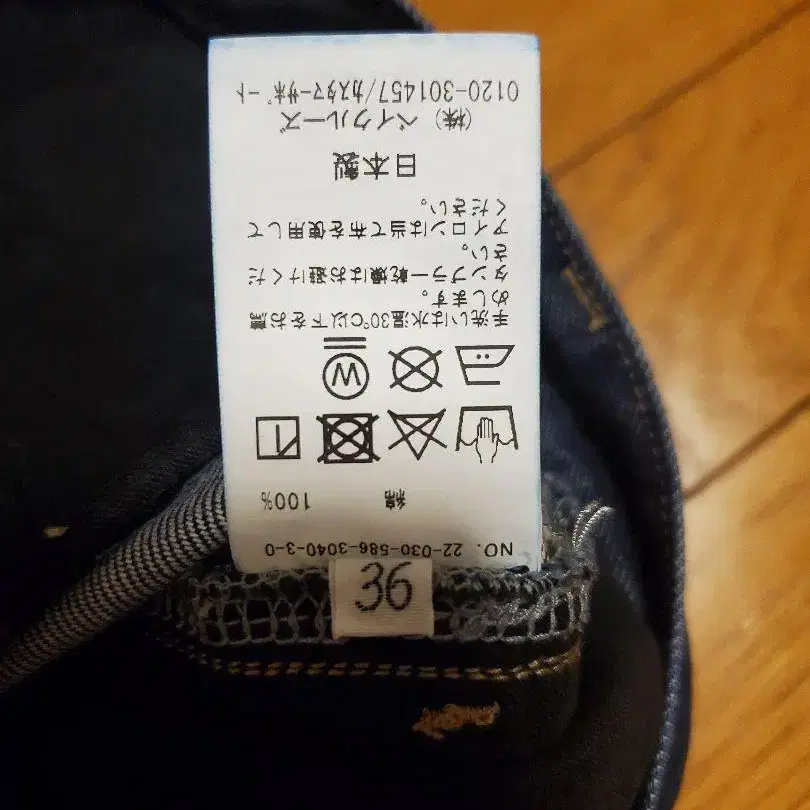 NO. 22-030-586-3040-3-0
綿 100%
手洗いは水温30℃以下をお薦
めします。
タンブラー乾燥はお避けくだ
さい。
アイロンは当て布を使用して
ください。
日本製
(株) ベイクルーズ
0120-301457/カスタマーサポート
36